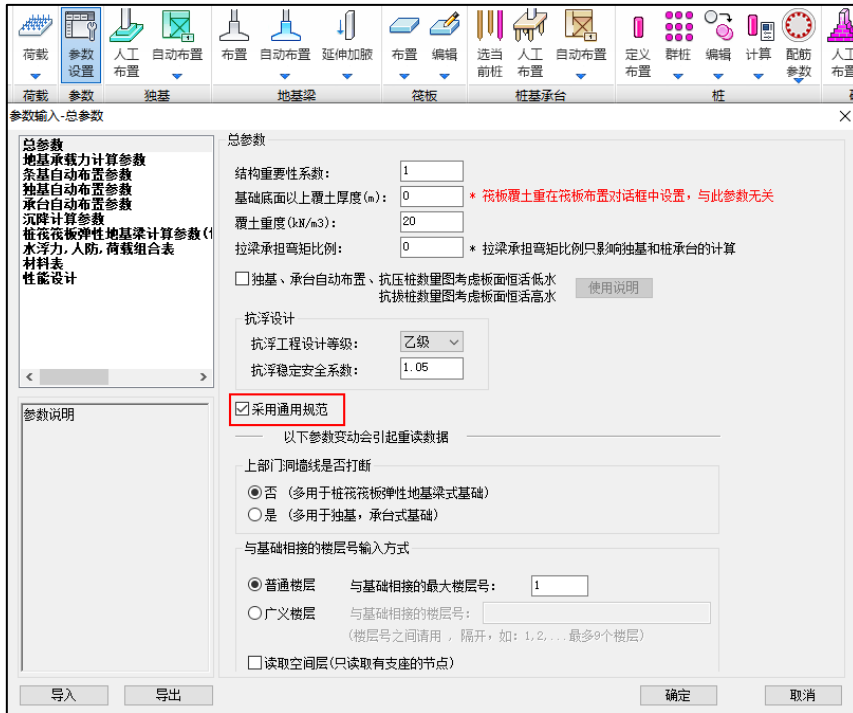 荷载 参数设置 人工布置 自动布置 布置 自动布置 延伸加腋 布置 编辑 选当前桩 人工布置 自动布置 定义布置 群桩 编辑 计算 配筋参数
荷载 参数 独基 地基梁 筏板 桩基承台 桩
参数输入-总参数
总参数
地基承载力计算参数
条基自动布置参数
独基自动布置参数
承台自动布置参数
沉降计算参数
桩筏筏板弹性地基梁计算参数(
水浮力,人防,荷载组合表
材料表
性能设计
参数说明
总参数
结构重要性系数: 1
基础底面以上覆土厚度(m): 0 * 筏板覆土重在筏板布置对话框中设置，与此参数无关
覆土重度(kN/m3): 20
拉梁承担弯矩比例: 0 * 拉梁承担弯矩比例只影响独基和桩承台的计算
独基、承台自动布置、抗压桩数量图考虑板面恒活低水
抗拔桩数量图考虑板面恒活高水
使用说明
抗浮设计
抗浮工程设计等级: 乙级
抗浮稳定安全系数: 1.05
采用通用规范
以下参数变动会引起重读数据
上部门洞墙线是否打断
否 (多用于桩筏筏板弹性地基梁式基础)
是 (多用于独基，承台式基础)
与基础相接的楼层号输入方式
普通楼层 与基础相接的最大楼层号: 1
广义楼层 与基础相接的楼层号:
(楼层号之间请用 , 隔开，如: 1,2,...最多9个楼层)
读取空间层(只读取有支座的节点)
导入 导出 确定 取消